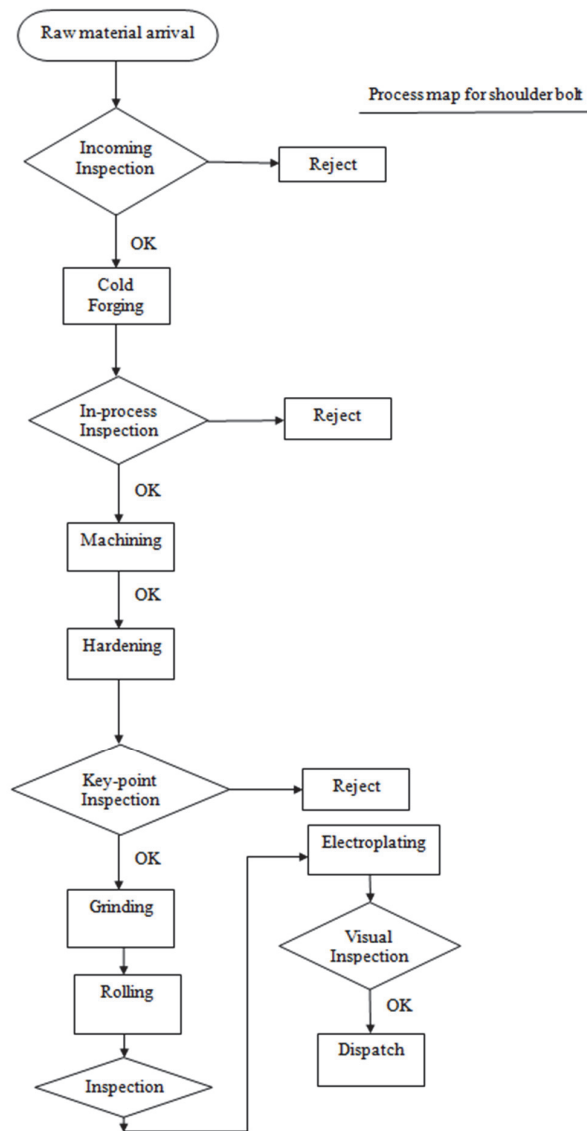 Raw material arrival
Process map for shoulder bolt
Incoming
Inspection
Reject
OK
Cold
Forging
In-process
Inspection
Reject
OK
Machining
OK
Hardening
Key-point
Inspection
Reject
OK
Grinding
Rolling
Inspection
Electroplating
Visual
Inspection
OK
Dispatch